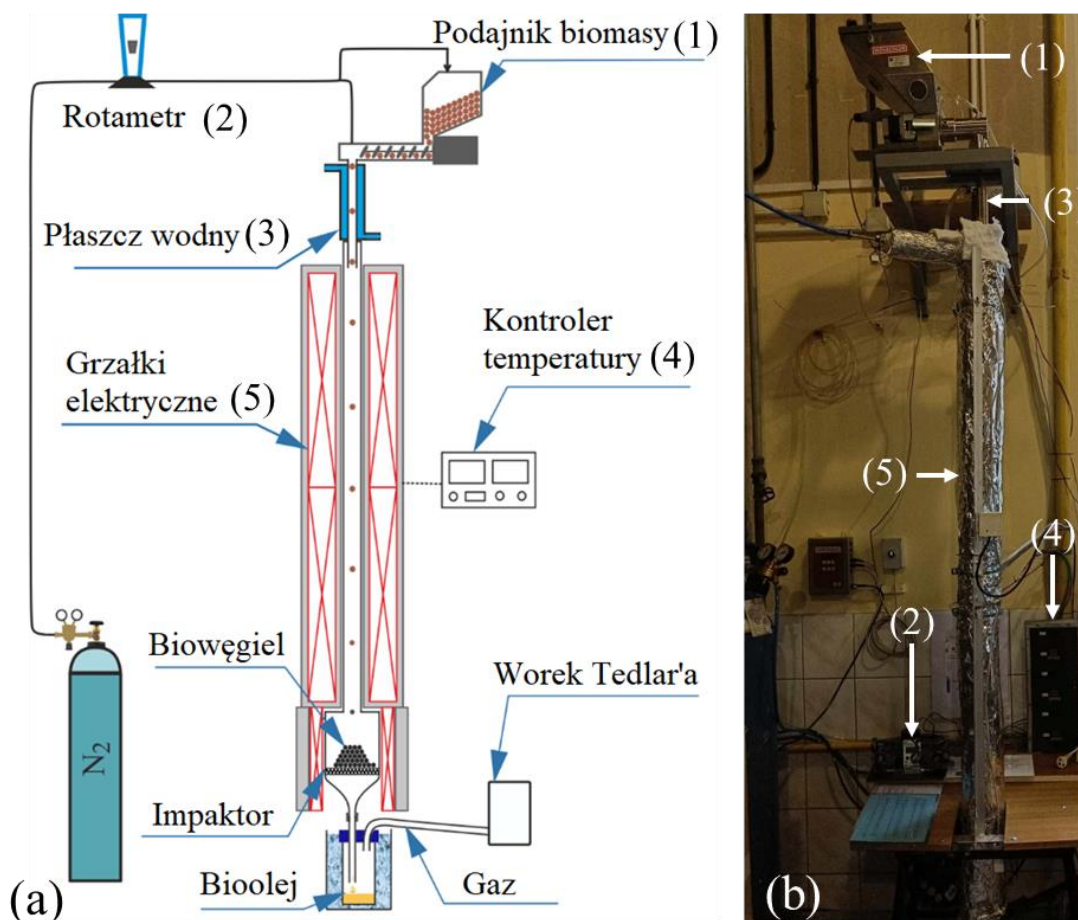 Podajnik biomasy (1)
Rotametr (2)
Płaszcz wodny (3)
Kontroler
temperatury (4)
Grzałki
elektryczne (5)
Biowęgiel
Worek Tedlar'a
N2
Impaktor
Bioolej
Gaz
(a)
(1)
(3)
(5)
(4)
(2)
(b)